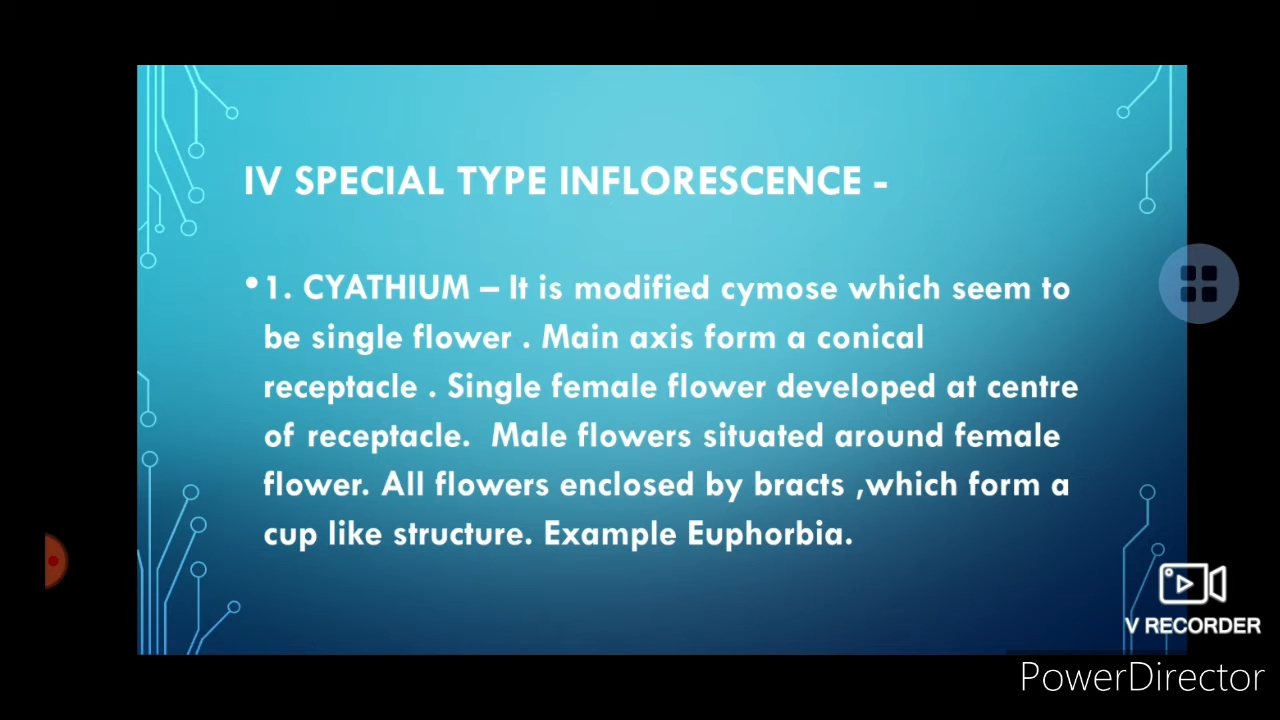 IV SPECIAL TYPE INFLORESCENCE -
• 1. CYATHIUM – It is modified cymose which seem to
be single flower . Main axis form a conical
receptacle . Single female flower developed at centre
of receptacle. Male flowers situated around female
flower. All flowers enclosed by bracts ,which form a
cup like structure. Example Euphorbia.
V RECORDER
PowerDirector